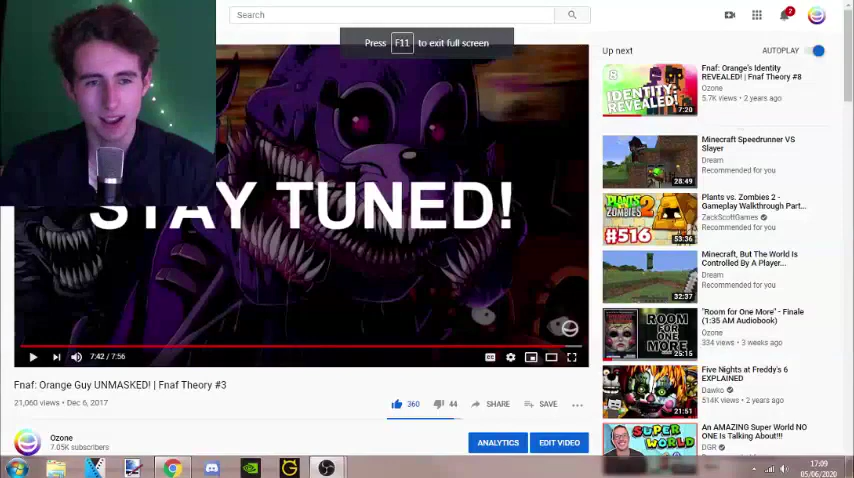 Search
Press F11 to exit full screen
2
STAY TUNED!
7:42 / 7:56
Fnaf: Orange Guy UNMASKED! | Fnaf Theory #3
21,060 views • Dec 6, 2017
360
44
SHARE
SAVE
Ozone
7.05K subscribers
ANALYTICS
EDIT VIDEO
Up next
AUTOPLAY
8
IDENTITY
REVEALED!
7:20
Fnaf: Orange's Identity
REVEALED! | Fnaf Theory #8
Ozone
5.7K views • 2 years ago
28:49
Minecraft Speedrunner VS
Slayer
Dream
Recommended for you
PLANTS
ZOMBIES 2
#516
53:36
Plants vs. Zombies 2 -
Gameplay Walkthrough Part...
ZackScottGames
Recommended for you
32:37
Minecraft, But The World Is
Controlled By A Player...
Dream
Recommended for you
ROOM
FOR ONE
MORE
25:15
"Room for One More" - Finale
(1:35 AM Audiobook)
Ozone
334 views • 3 weeks ago
21:51
Five Nights at Freddy's 6
EXPLAINED
Dawko
514K views • 2 years ago
SUPER
WORLD
An AMAZING Super World NO
ONE Is Talking About!!!
DGR
17:09
05/06/2020